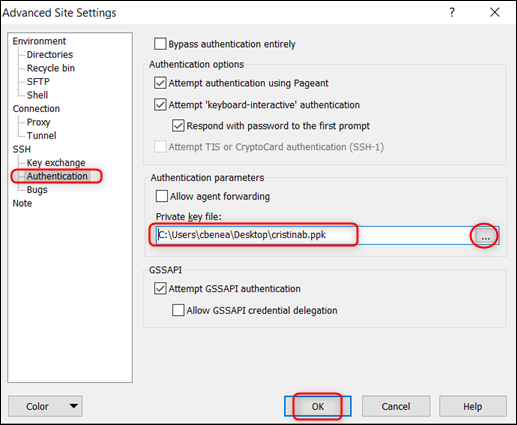 Advanced Site Settings
?
Environment
Directories
Recycle bin
SFTP
Shell
Connection
Proxy
Tunnel
SSH
Key exchange
Authentication
Bugs
Note
Bypass authentication entirely
Authentication options
Attempt authentication using Pageant
Attempt 'keyboard-interactive' authentication
Respond with password to the first prompt
Attempt TIS or CryptoCard authentication (SSH-1)
Authentication parameters
Allow agent forwarding
Private key file:
C:\Users\cbenea\Desktop\cristinab.ppk
...
GSSAPI
Attempt GSSAPI authentication
Allow GSSAPI credential delegation
Color
OK
Cancel
Help